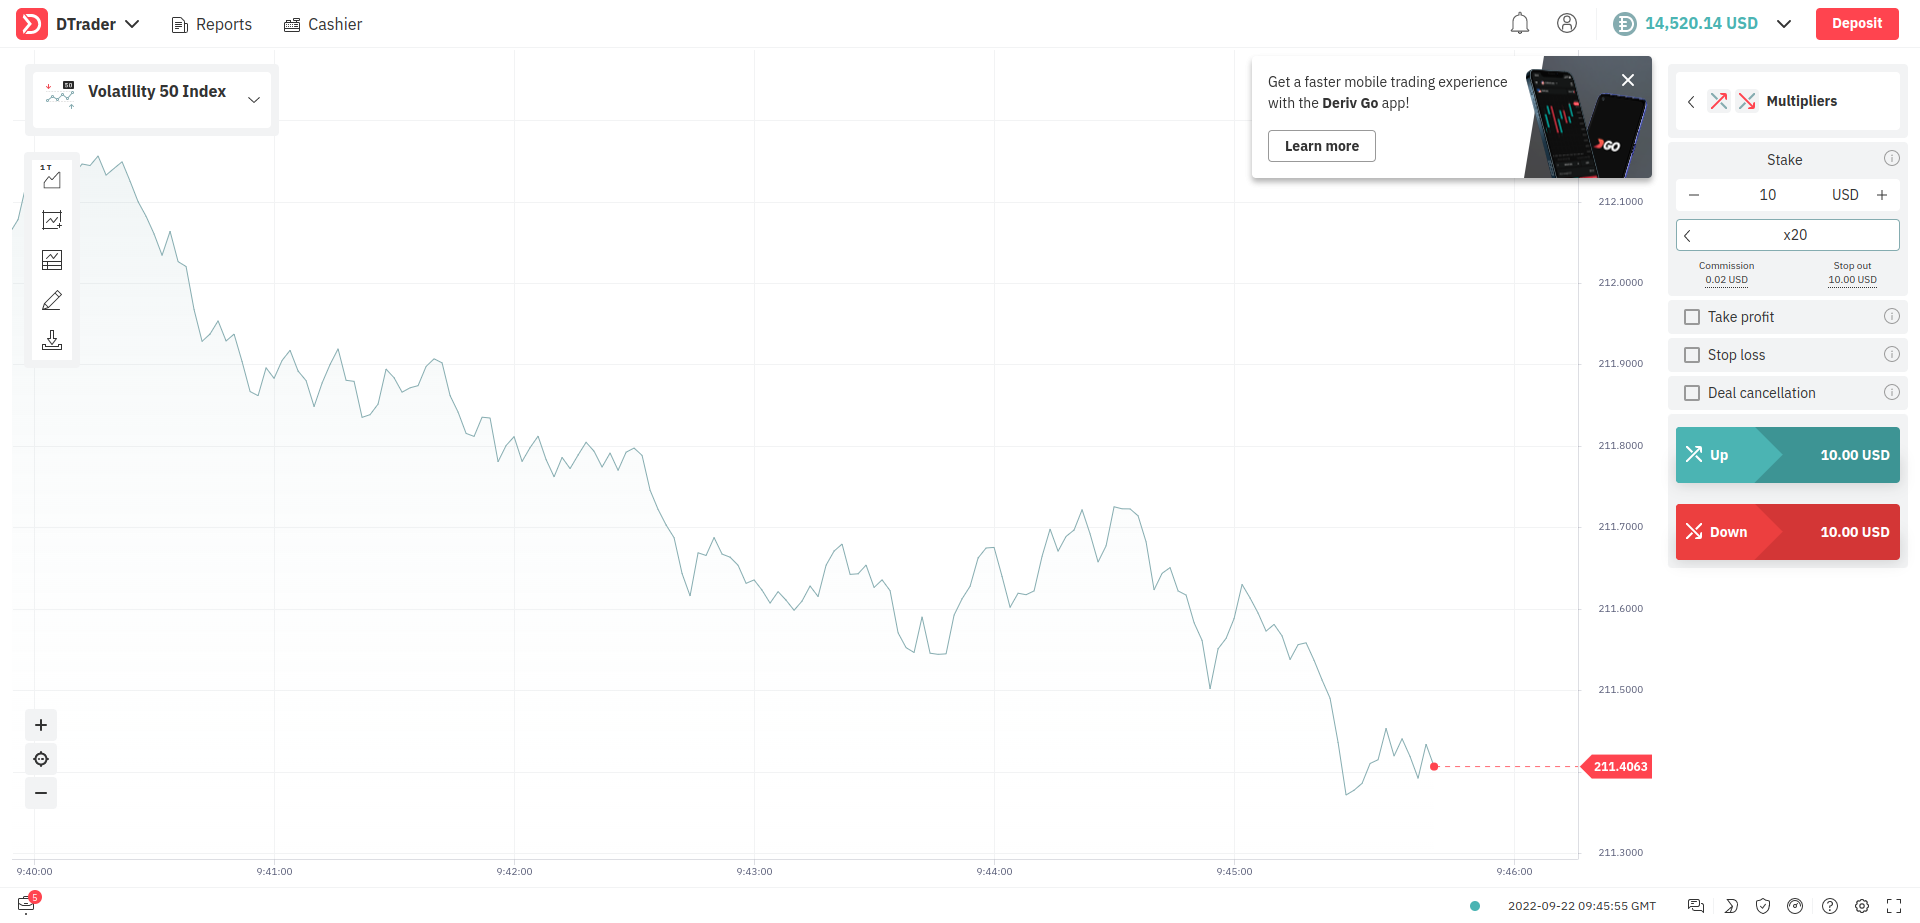 DTrader
Reports
Cashier
14,520.14 USD
Deposit
50
Volatility 50 Index
1 T
Get a faster mobile trading experience
with the Deriv Go app!
Learn more
GO
Multipliers
Stake
10
USD
x20
Commission
0.02 USD
Stop out
10.00 USD
Take profit
Stop loss
Deal cancellation
Up
10.00 USD
Down
10.00 USD
212.1000
212.0000
211.9000
211.8000
211.7000
211.6000
211.5000
211.4063
211.3000
9:40:00
9:41:00
9:42:00
9:43:00
9:44:00
9:45:00
9:46:00
5
2022-09-22 09:45:55 GMT